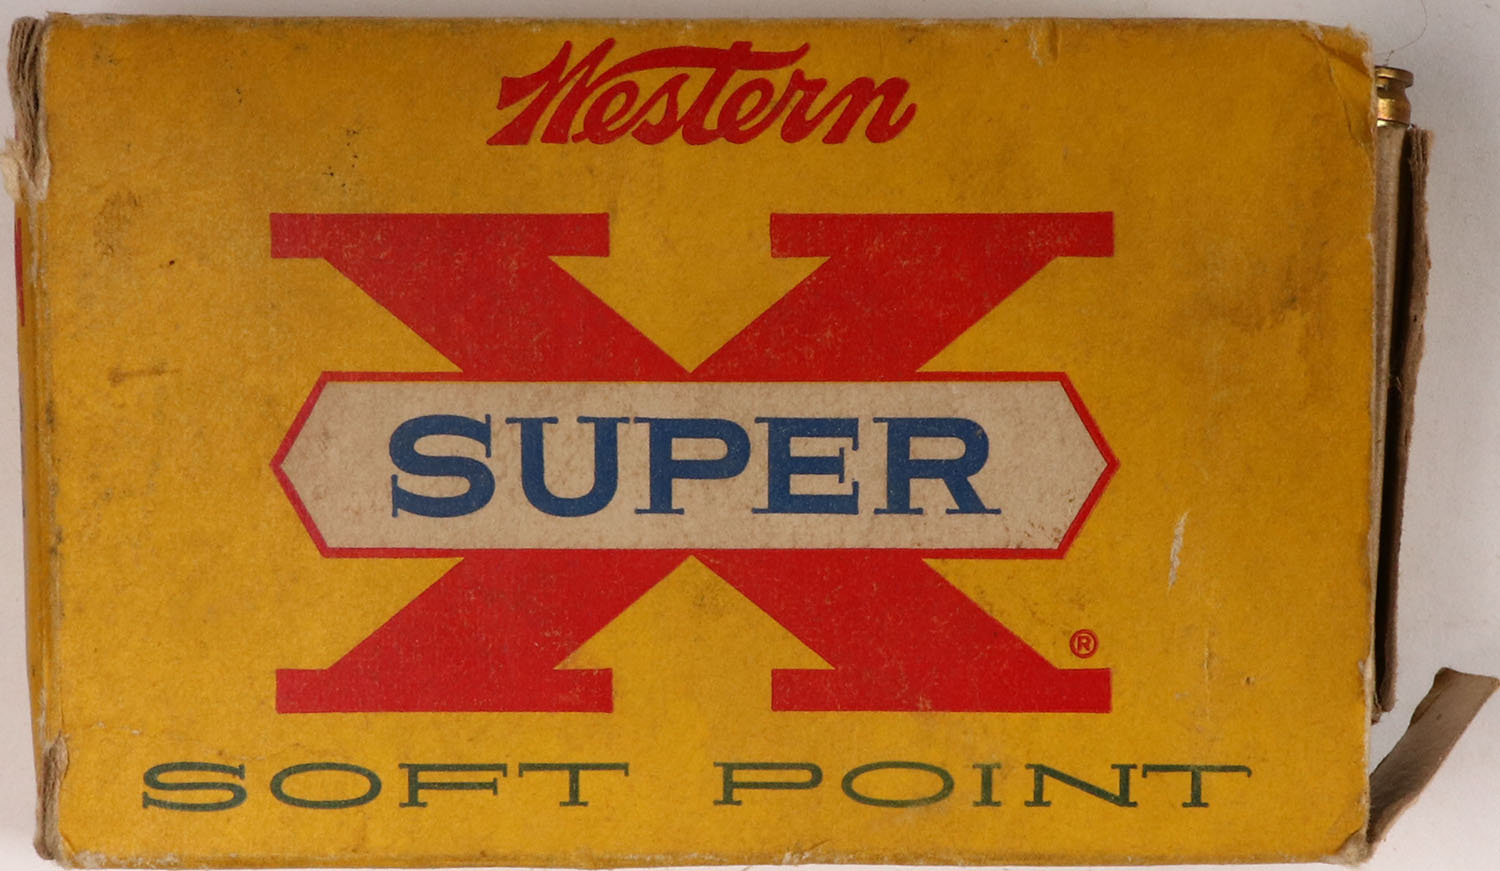 Western
X
SUPER
®
SOFT POINT